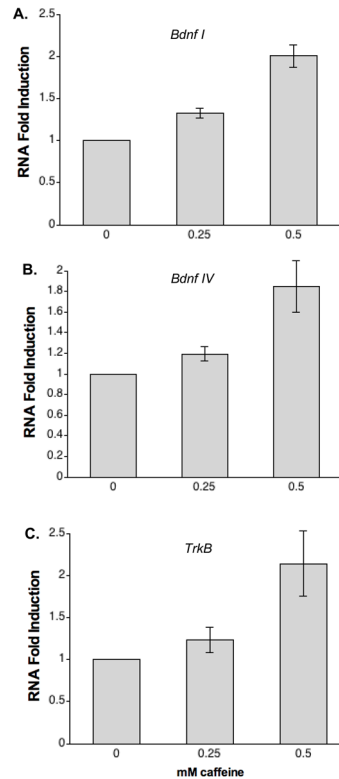 A.
Bdnf I
RNA Fold Induction
2.5
2
1.5
1
0.5
0
0 0.25 0.5
B.
Bdnf IV
RNA Fold Induction
2
1.8
1.6
1.4
1.2
1
0.8
0.6
0.4
0.2
0
0 0.25 0.5
C.
TrkB
RNA Fold Induction
2.5
2
1.5
1
0.5
0
0 0.25 0.5
mM caffeine